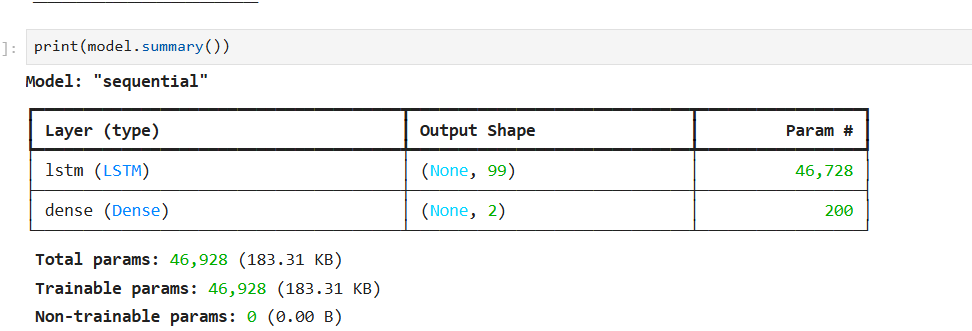 ]:
print(model.summary())
Model: "sequential"
Layer (type) Output Shape Param #
lstm (LSTM) (None, 99) 46,728
dense (Dense) (None, 2) 200
Total params: 46,928 (183.31 KB)
Trainable params: 46,928 (183.31 KB)
Non-trainable params: 0 (0.00 B)